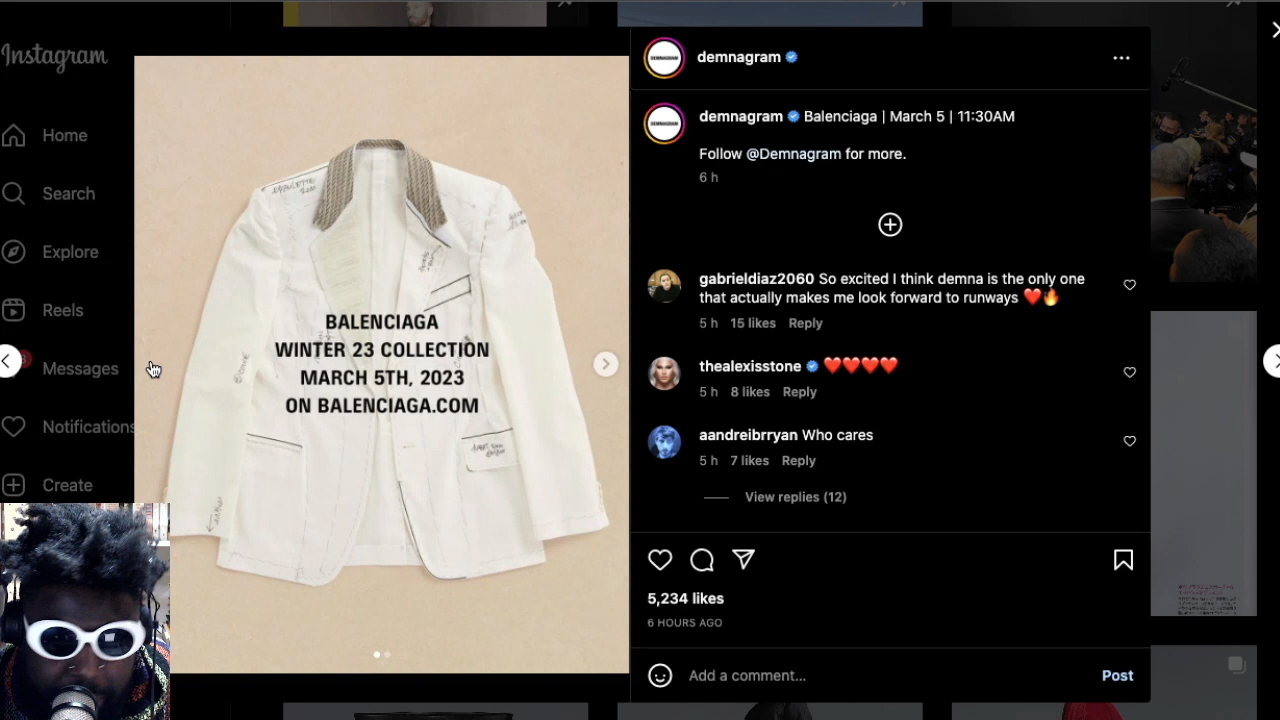 Instagram
Home
Search
Explore
Reels
Messages
Notifications
Create
BALENCIAGA
WINTER 23 COLLECTION
MARCH 5TH, 2023
ON BALENCIAGA.COM
demnagram
demnagram Balenciaga | March 5 | 11:30AM
Follow @Demnagram for more.
6 h
gabrieldiaz2060 So excited I think demna is the only one
that actually makes me look forward to runways ❤️🔥
5 h 15 likes Reply
thealexisstone ❤️❤️❤️❤️
5 h 8 likes Reply
aandreibrryan Who cares
5 h 7 likes Reply
View replies (12)
5,234 likes
6 HOURS AGO
Add a comment...
Post